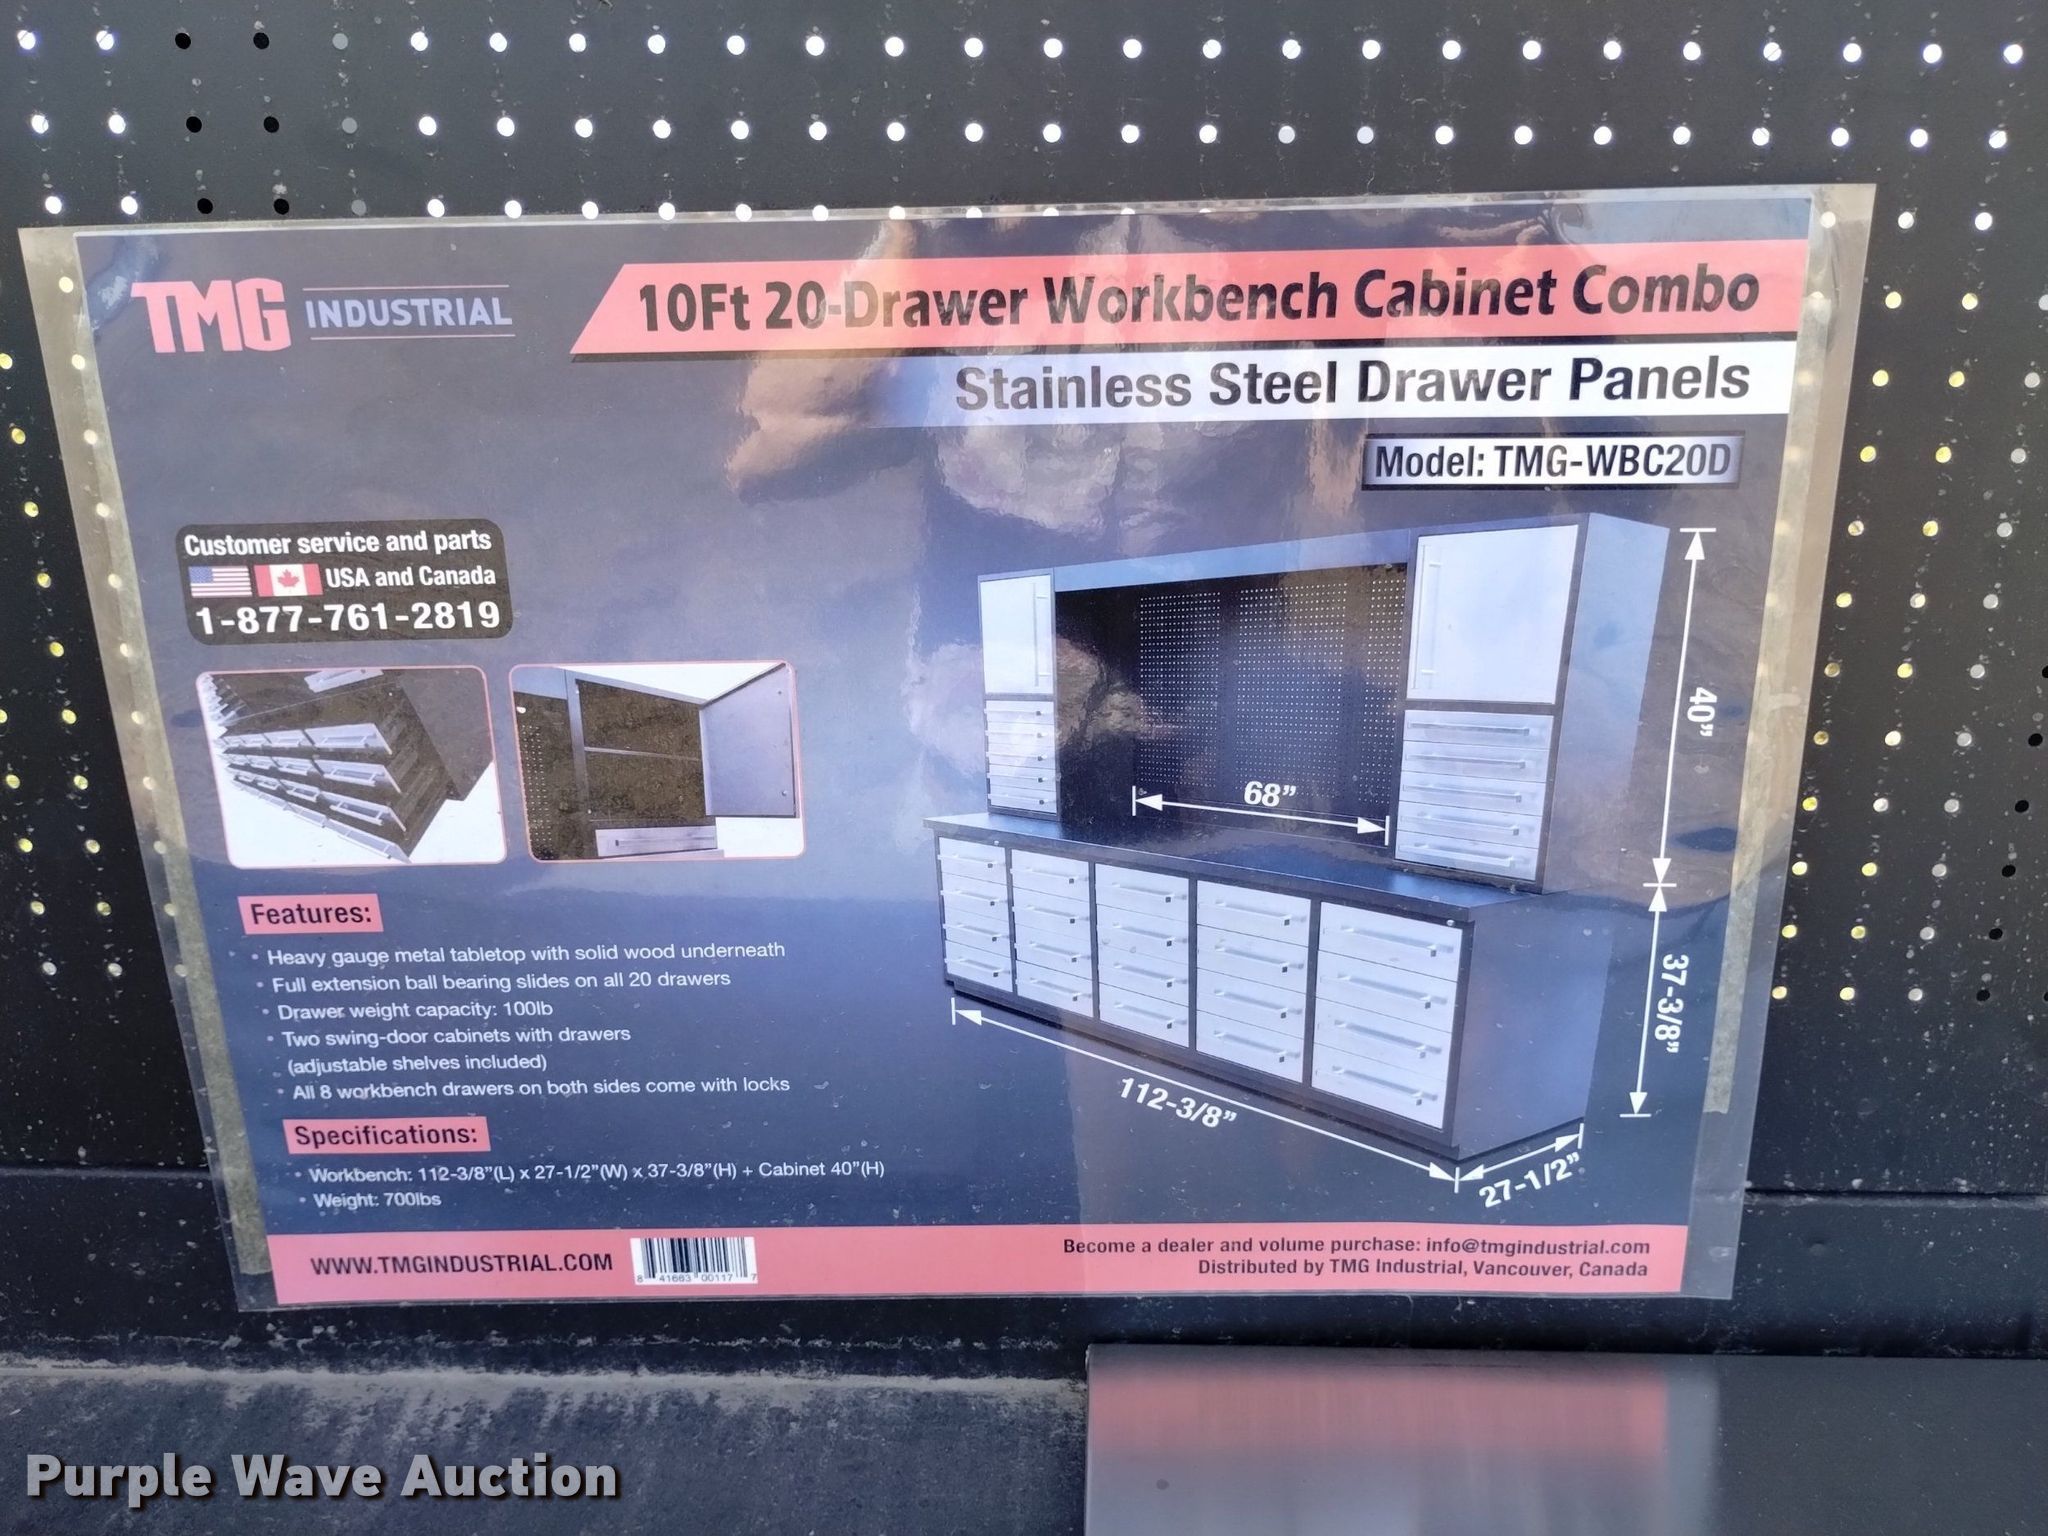 TMG INDUSTRIAL
10Ft 20-Drawer Workbench Cabinet Combo
Stainless Steel Drawer Panels
Model: TMG-WBC20D
Customer service and parts
USA and Canada
1-877-761-2819
40"
68"
37-3/8"
112-3/8"
27-1/2"
Features:
• Heavy gauge metal tabletop with solid wood underneath
• Full extension ball bearing slides on all 20 drawers
• Drawer weight capacity: 100lb
• Two swing-door cabinets with drawers
(adjustable shelves included)
• All 8 workbench drawers on both sides come with locks
Specifications:
• Workbench: 112-3/8"(L) x 27-1/2"(W) x 37-3/8"(H) + Cabinet 40"(H)
• Weight: 700lbs
WWW.TMGINDUSTRIAL.COM
8 41663 00117 7
Become a dealer and volume purchase: info@tmgindustrial.com
Distributed by TMG Industrial, Vancouver, Canada
Purple Wave Auction